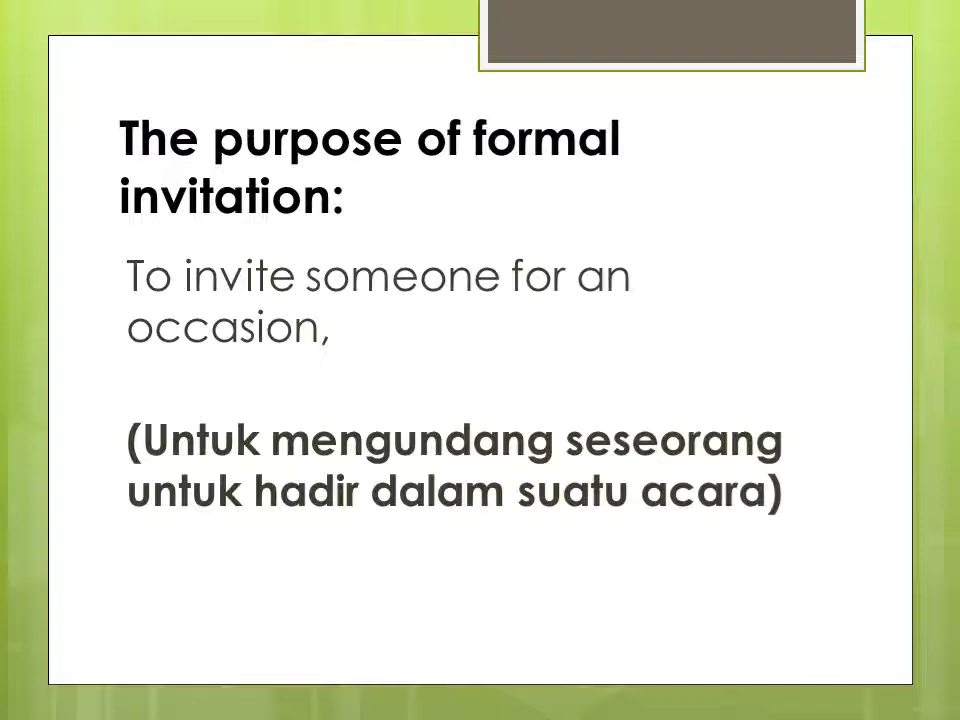 The purpose of formal
invitation:
To invite someone for an
occasion,
(Untuk mengundang seseorang
untuk hadir dalam suatu acara)